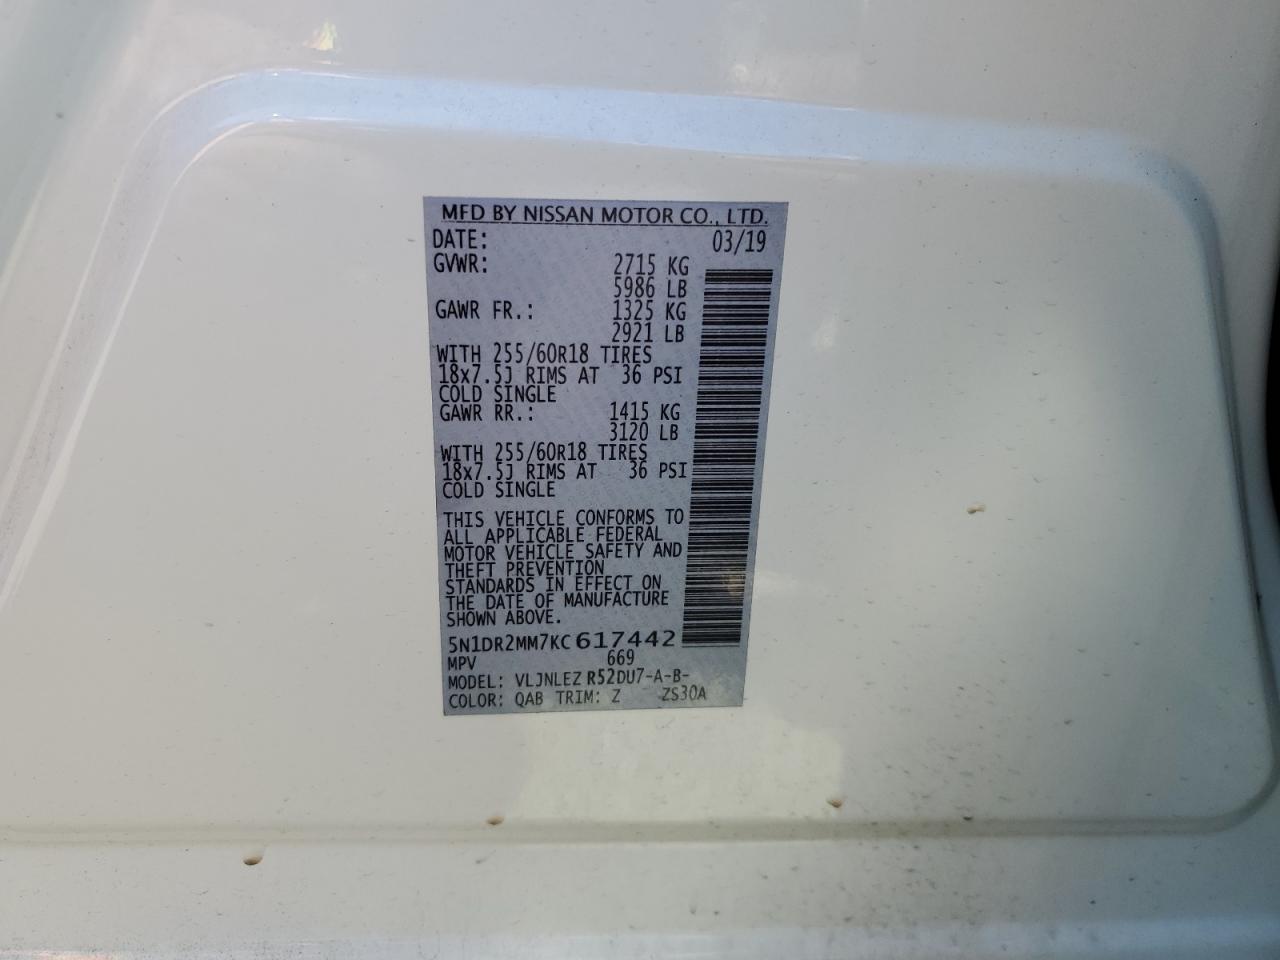 MFD BY NISSAN MOTOR CO., LTD.
DATE: 03/19
GVWR: 2715 KG
5986 LB
GAWR FR.: 1325 KG
2921 LB
WITH 255/60R18 TIRES
18x7.5J RIMS AT 36 PSI
COLD SINGLE
GAWR RR.: 1415 KG
3120 LB
WITH 255/60R18 TIRES
18x7.5J RIMS AT 36 PSI
COLD SINGLE
THIS VEHICLE CONFORMS TO
ALL APPLICABLE FEDERAL
MOTOR VEHICLE SAFETY AND
THEFT PREVENTION
STANDARDS IN EFFECT ON
THE DATE OF MANUFACTURE
SHOWN ABOVE.
5N1DR2MM7KC617442
MPV 669
MODEL: VLJNLEZ R52DU7-A-B-
COLOR: QAB TRIM: Z ZS30A